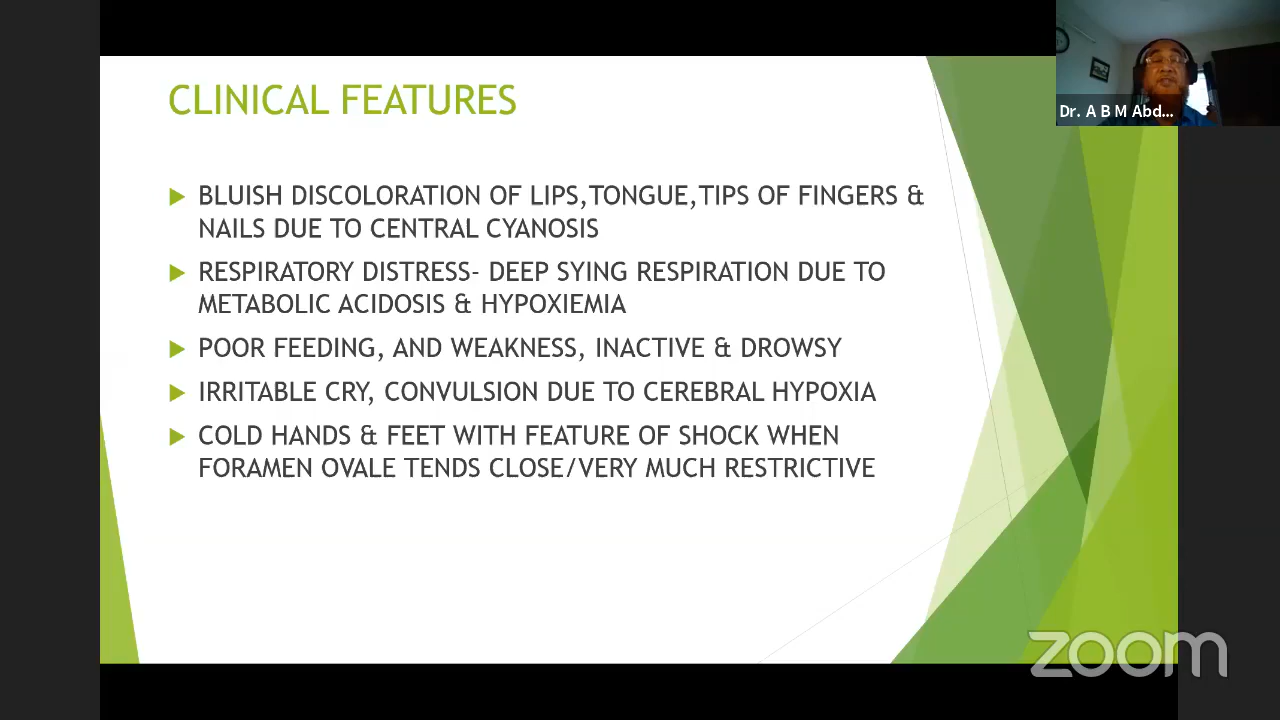 CLINICAL FEATURES
BLUISH DISCOLORATION OF LIPS,TONGUE,TIPS OF FINGERS &
NAILS DUE TO CENTRAL CYANOSIS
RESPIRATORY DISTRESS- DEEP SYING RESPIRATION DUE TO
METABOLIC ACIDOSIS & HYPOXIEMIA
POOR FEEDING, AND WEAKNESS, INACTIVE & DROWSY
IRRITABLE CRY, CONVULSION DUE TO CEREBRAL HYPOXIA
COLD HANDS & FEET WITH FEATURE OF SHOCK WHEN
FORAMEN OVALE TENDS CLOSE/VERY MUCH RESTRICTIVE
Dr. A B M Abd...
zoom